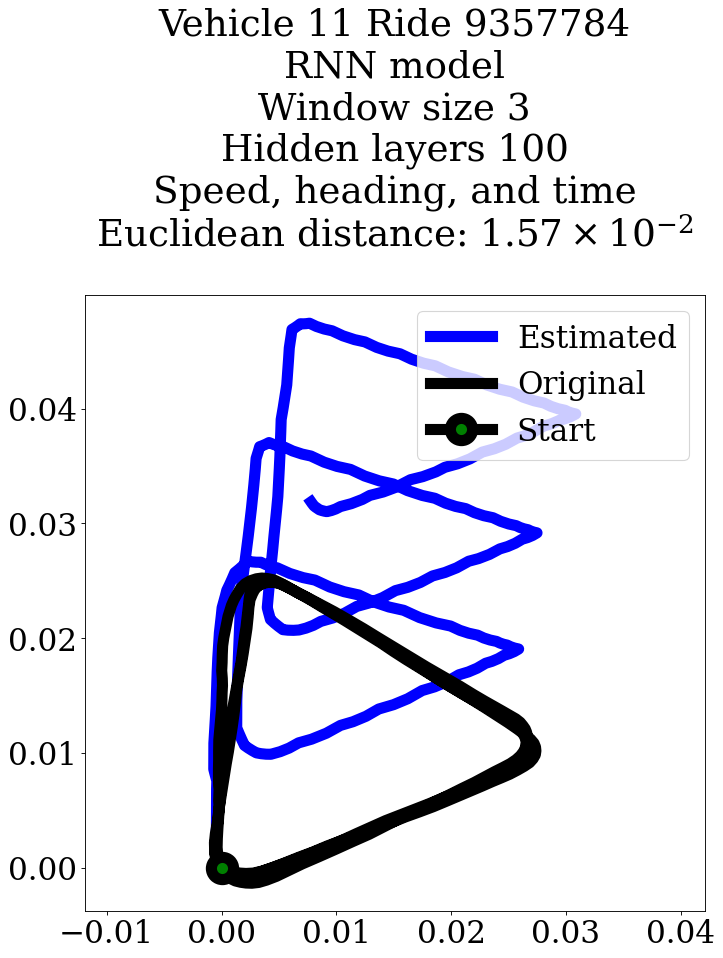 Vehicle 11 Ride 9357784
RNN model
Window size 3
Hidden layers 100
Speed, heading, and time
Euclidean distance: 1.57 × 10⁻²
Estimated
Original
Start
0.04
0.03
0.02
0.01
0.00
−0.01 0.00 0.01 0.02 0.03 0.04